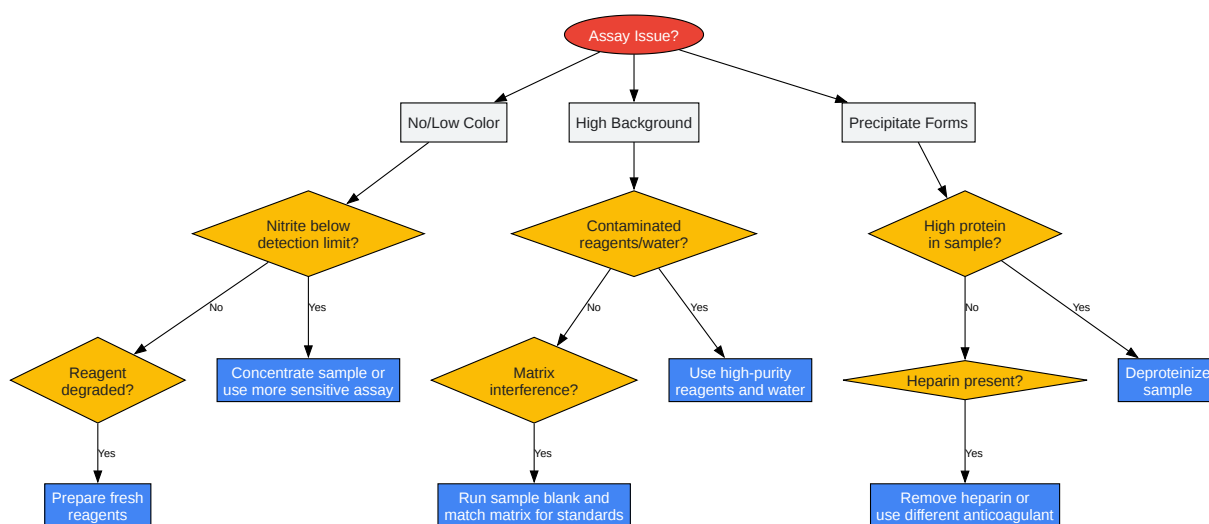 Assay Issue?
No/Low Color
High Background
Precipitate Forms
Nitrite below
detection limit?
Contaminated
reagents/water?
High protein
in sample?
No
Yes
No
Yes
No
Yes
Reagent
degraded?
Concentrate sample or
use more sensitive assay
Matrix
interference?
Use high-purity
reagents and water
Heparin present?
Deproteinize
sample
Yes
Yes
Yes
Prepare fresh
reagents
Run sample blank and
match matrix for standards
Remove heparin or
use different anticoagulant